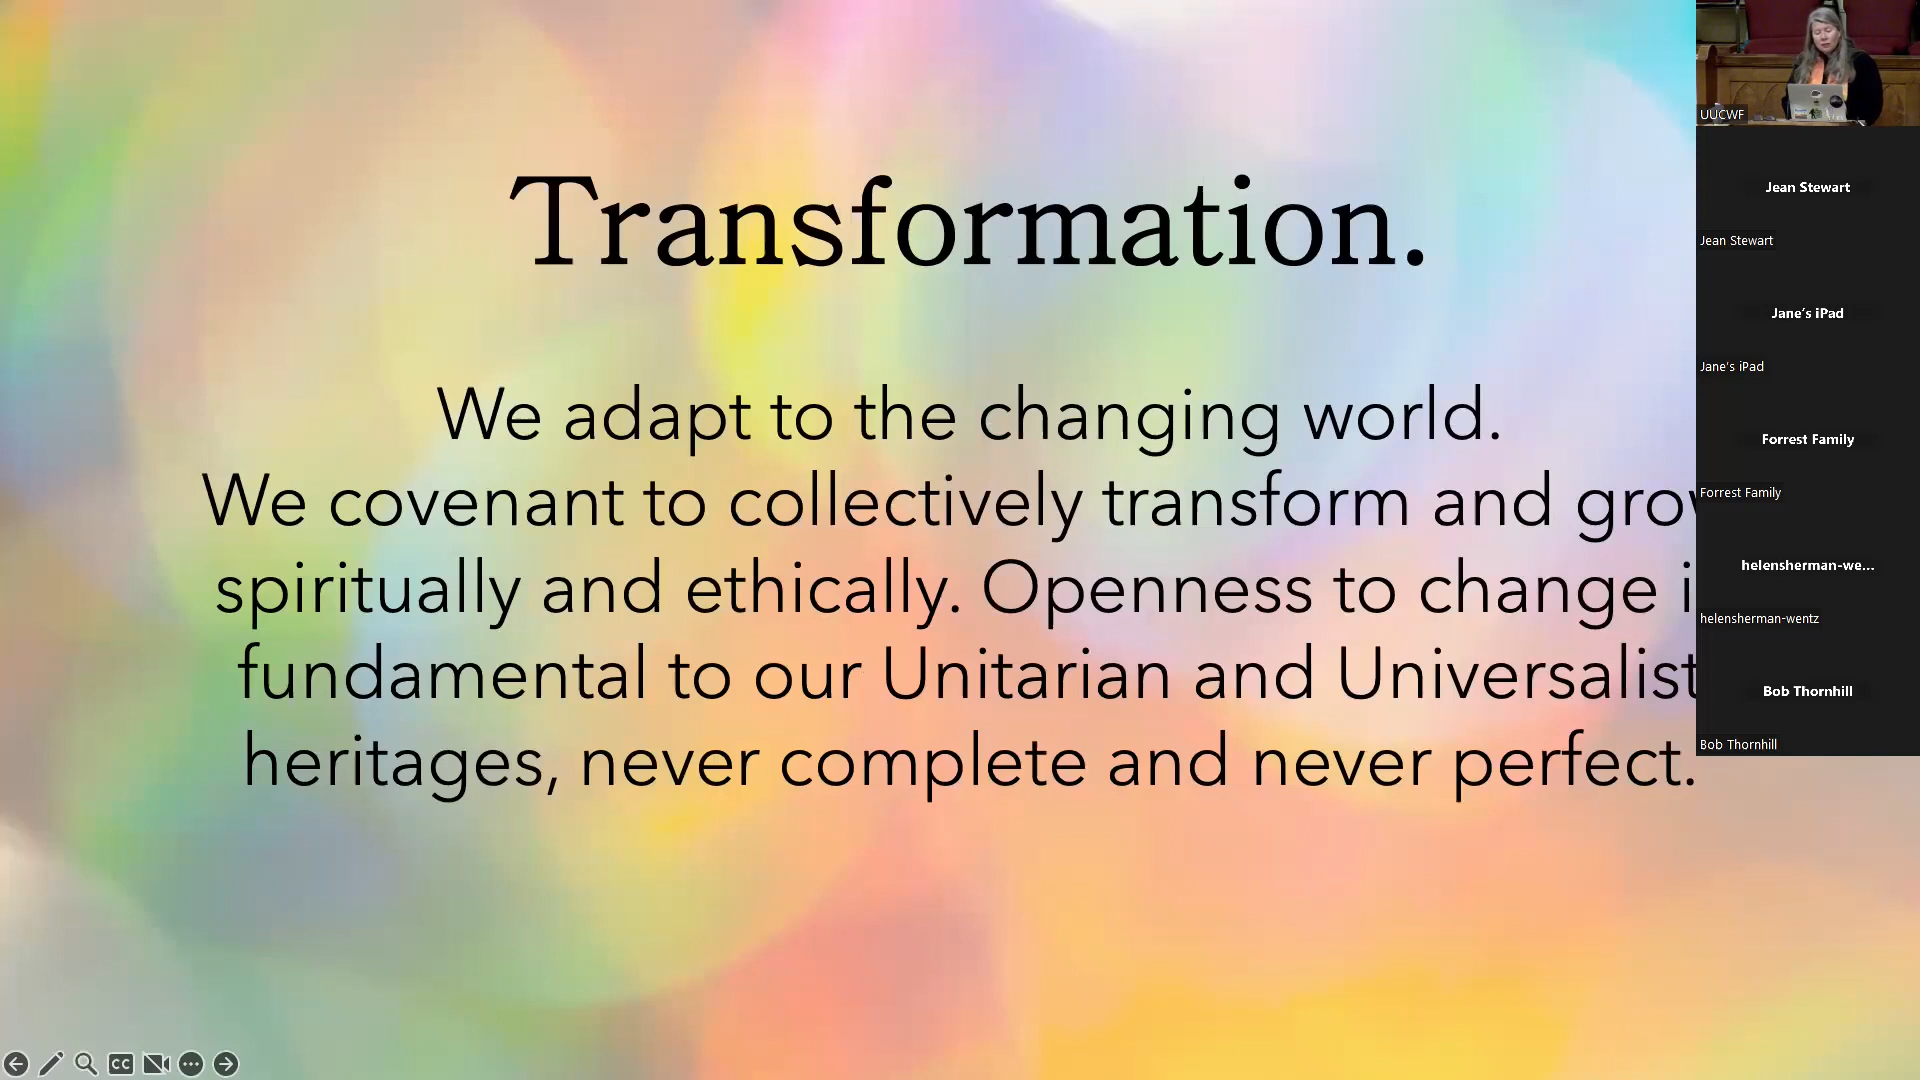 Transformation.
We adapt to the changing world.
We covenant to collectively transform and grow
spiritually and ethically. Openness to change i
fundamental to our Unitarian and Universalist
heritages, never complete and never perfect.
UUCWF
Jean Stewart
Jean Stewart
Jane's iPad
Jane's iPad
Forrest Family
Forrest Family
helensherman-we...
helensherman-wentz
Bob Thornhill
Bob Thornhill
CC